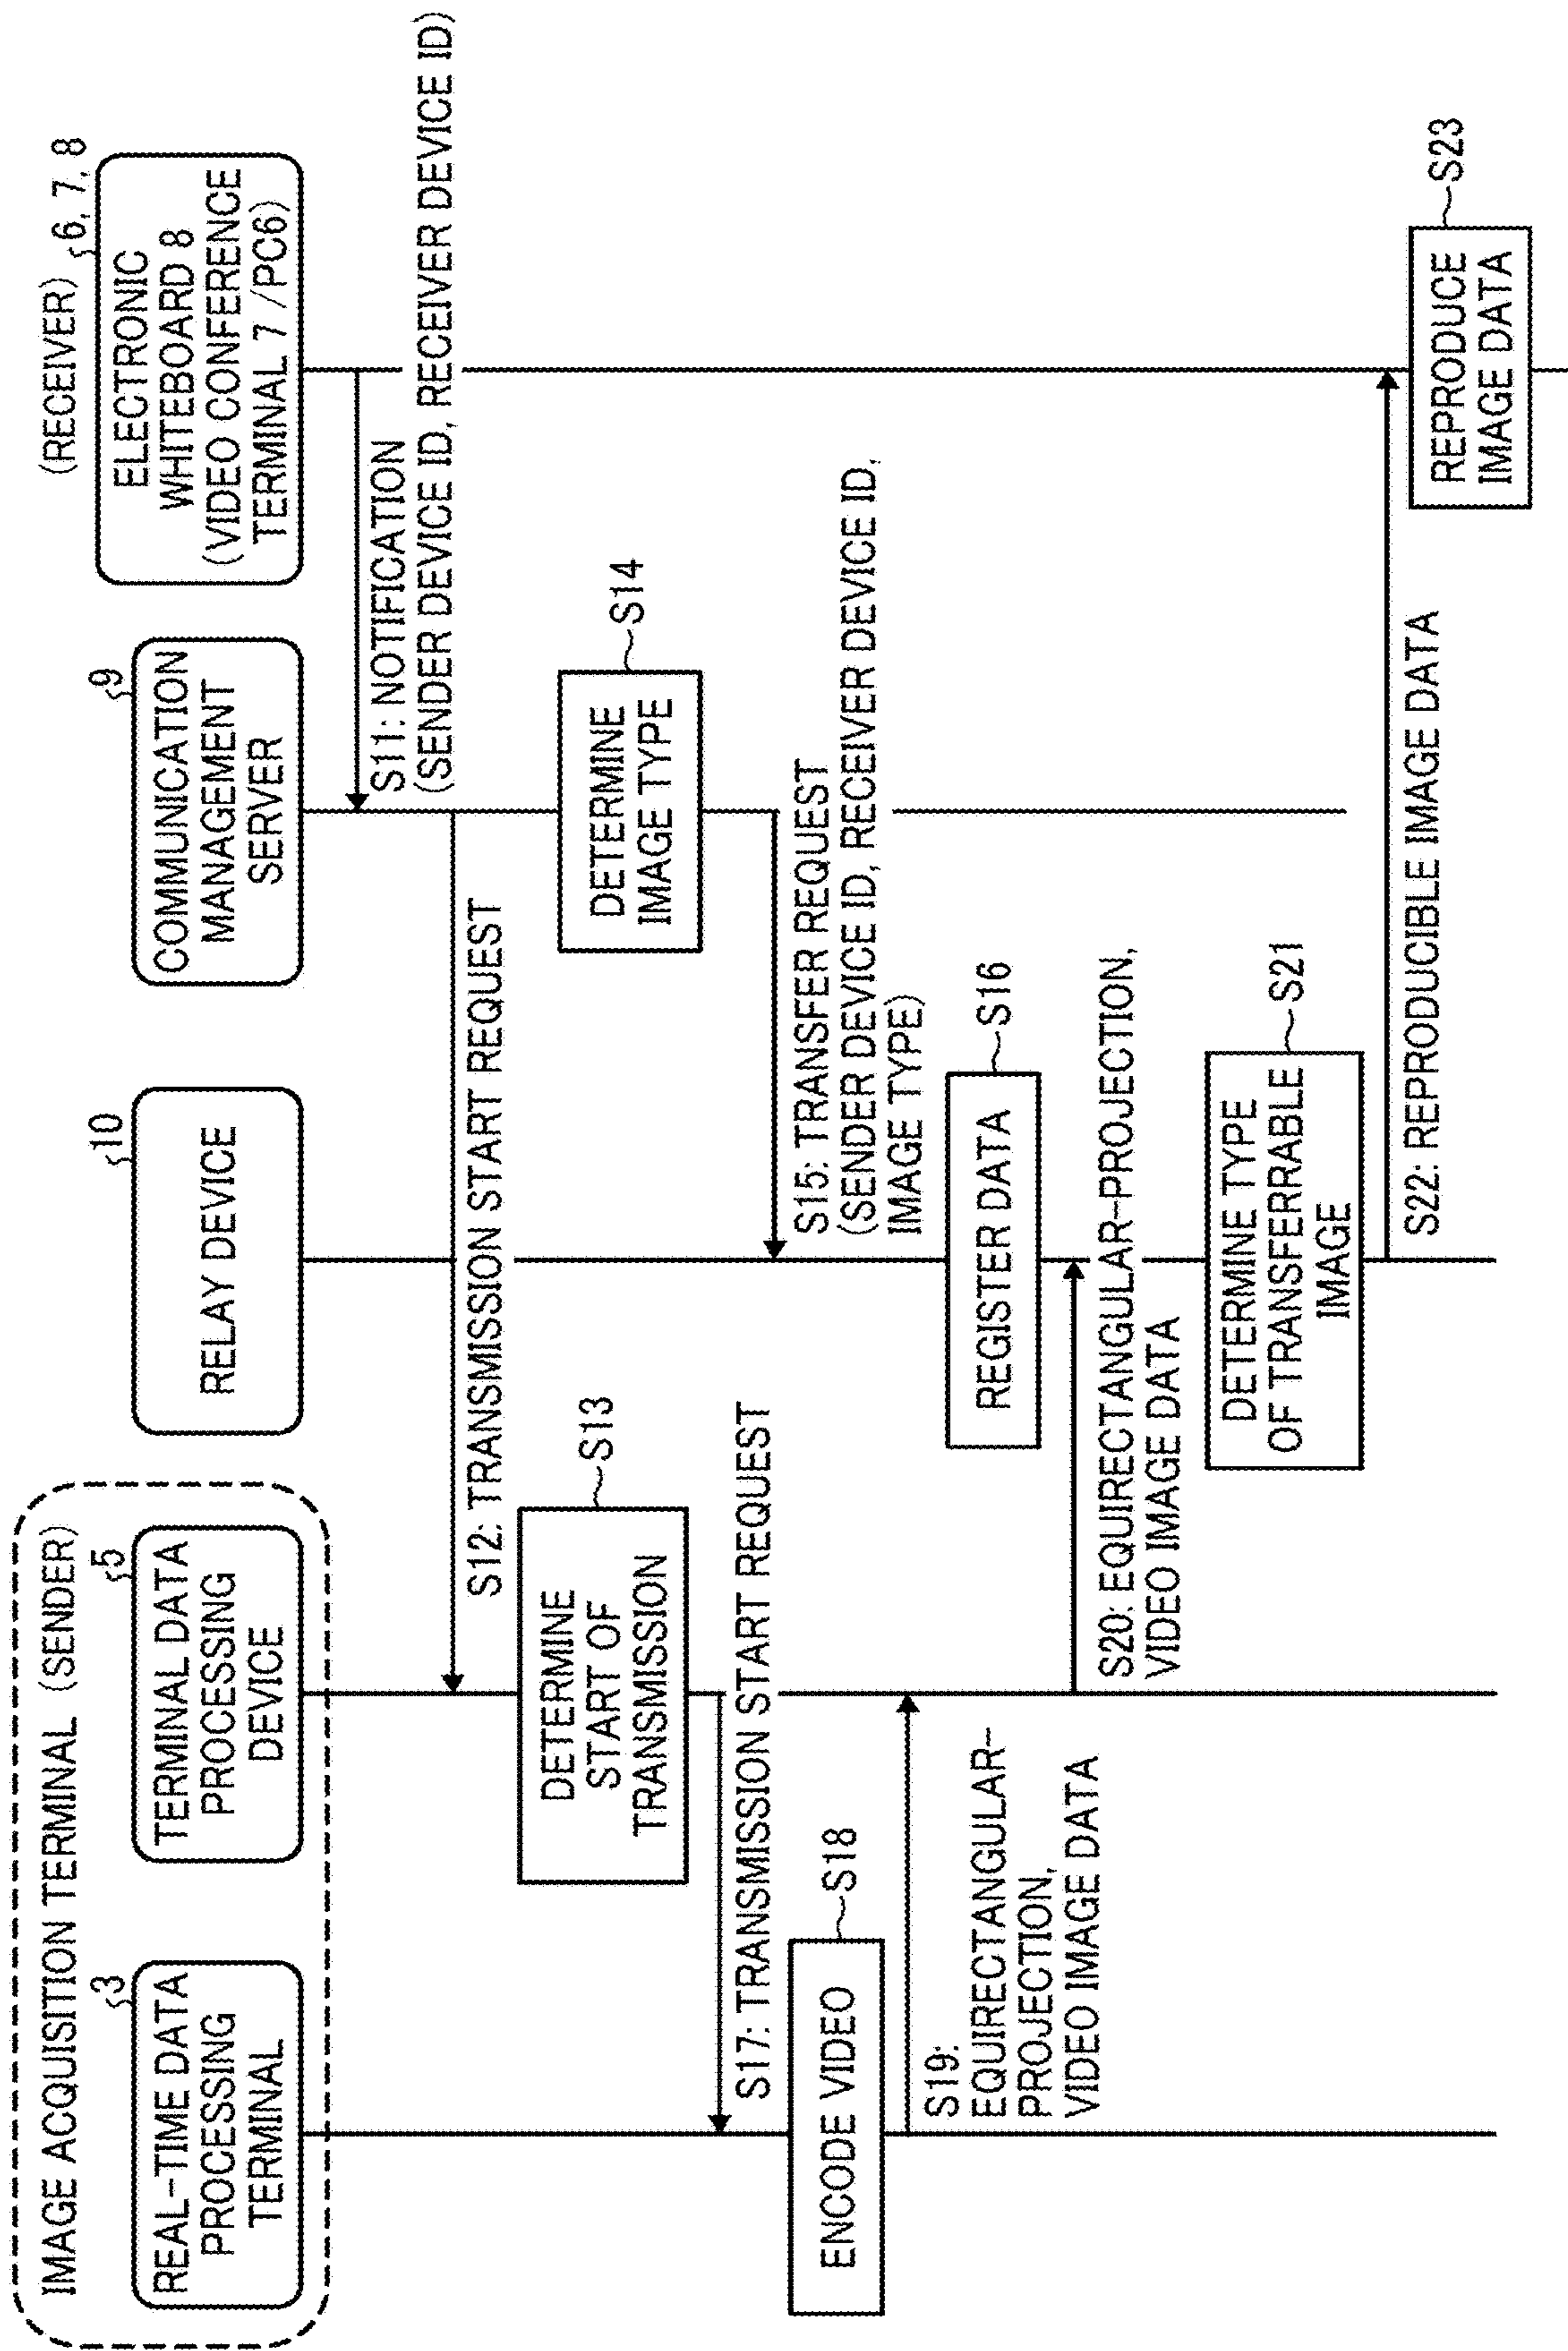 IMAGE ACQUISITION TERMINAL (SENDER)
3
REAL-TIME DATA
PROCESSING
TERMINAL
5
TERMINAL DATA
PROCESSING
DEVICE
10
RELAY DEVICE
9
COMMUNICATION
MANAGEMENT
SERVER
(RECEIVER)
6, 7, 8
ELECTRONIC
WHITEBOARD 8
(VIDEO CONFERENCE
TERMINAL 7 /PC6)
S11: NOTIFICATION
(SENDER DEVICE ID, RECEIVER DEVICE ID)
S12: TRANSMISSION START REQUEST
DETERMINE
START OF
TRANSMISSION
S13
DETERMINE
IMAGE TYPE
S14
S15: TRANSFER REQUEST
(SENDER DEVICE ID, RECEIVER DEVICE ID,
IMAGE TYPE)
REGISTER DATA
S16
S17: TRANSMISSION START REQUEST
ENCODE VIDEO
S18
S19:
EQUIRECTANGULAR-
PROJECTION,
VIDEO IMAGE DATA
S20: EQUIRECTANGULAR-PROJECTION,
VIDEO IMAGE DATA
DETERMINE TYPE
OF TRANSFERRABLE
IMAGE
S21
S22: REPRODUCIBLE IMAGE DATA
REPRODUCE
IMAGE DATA
S23